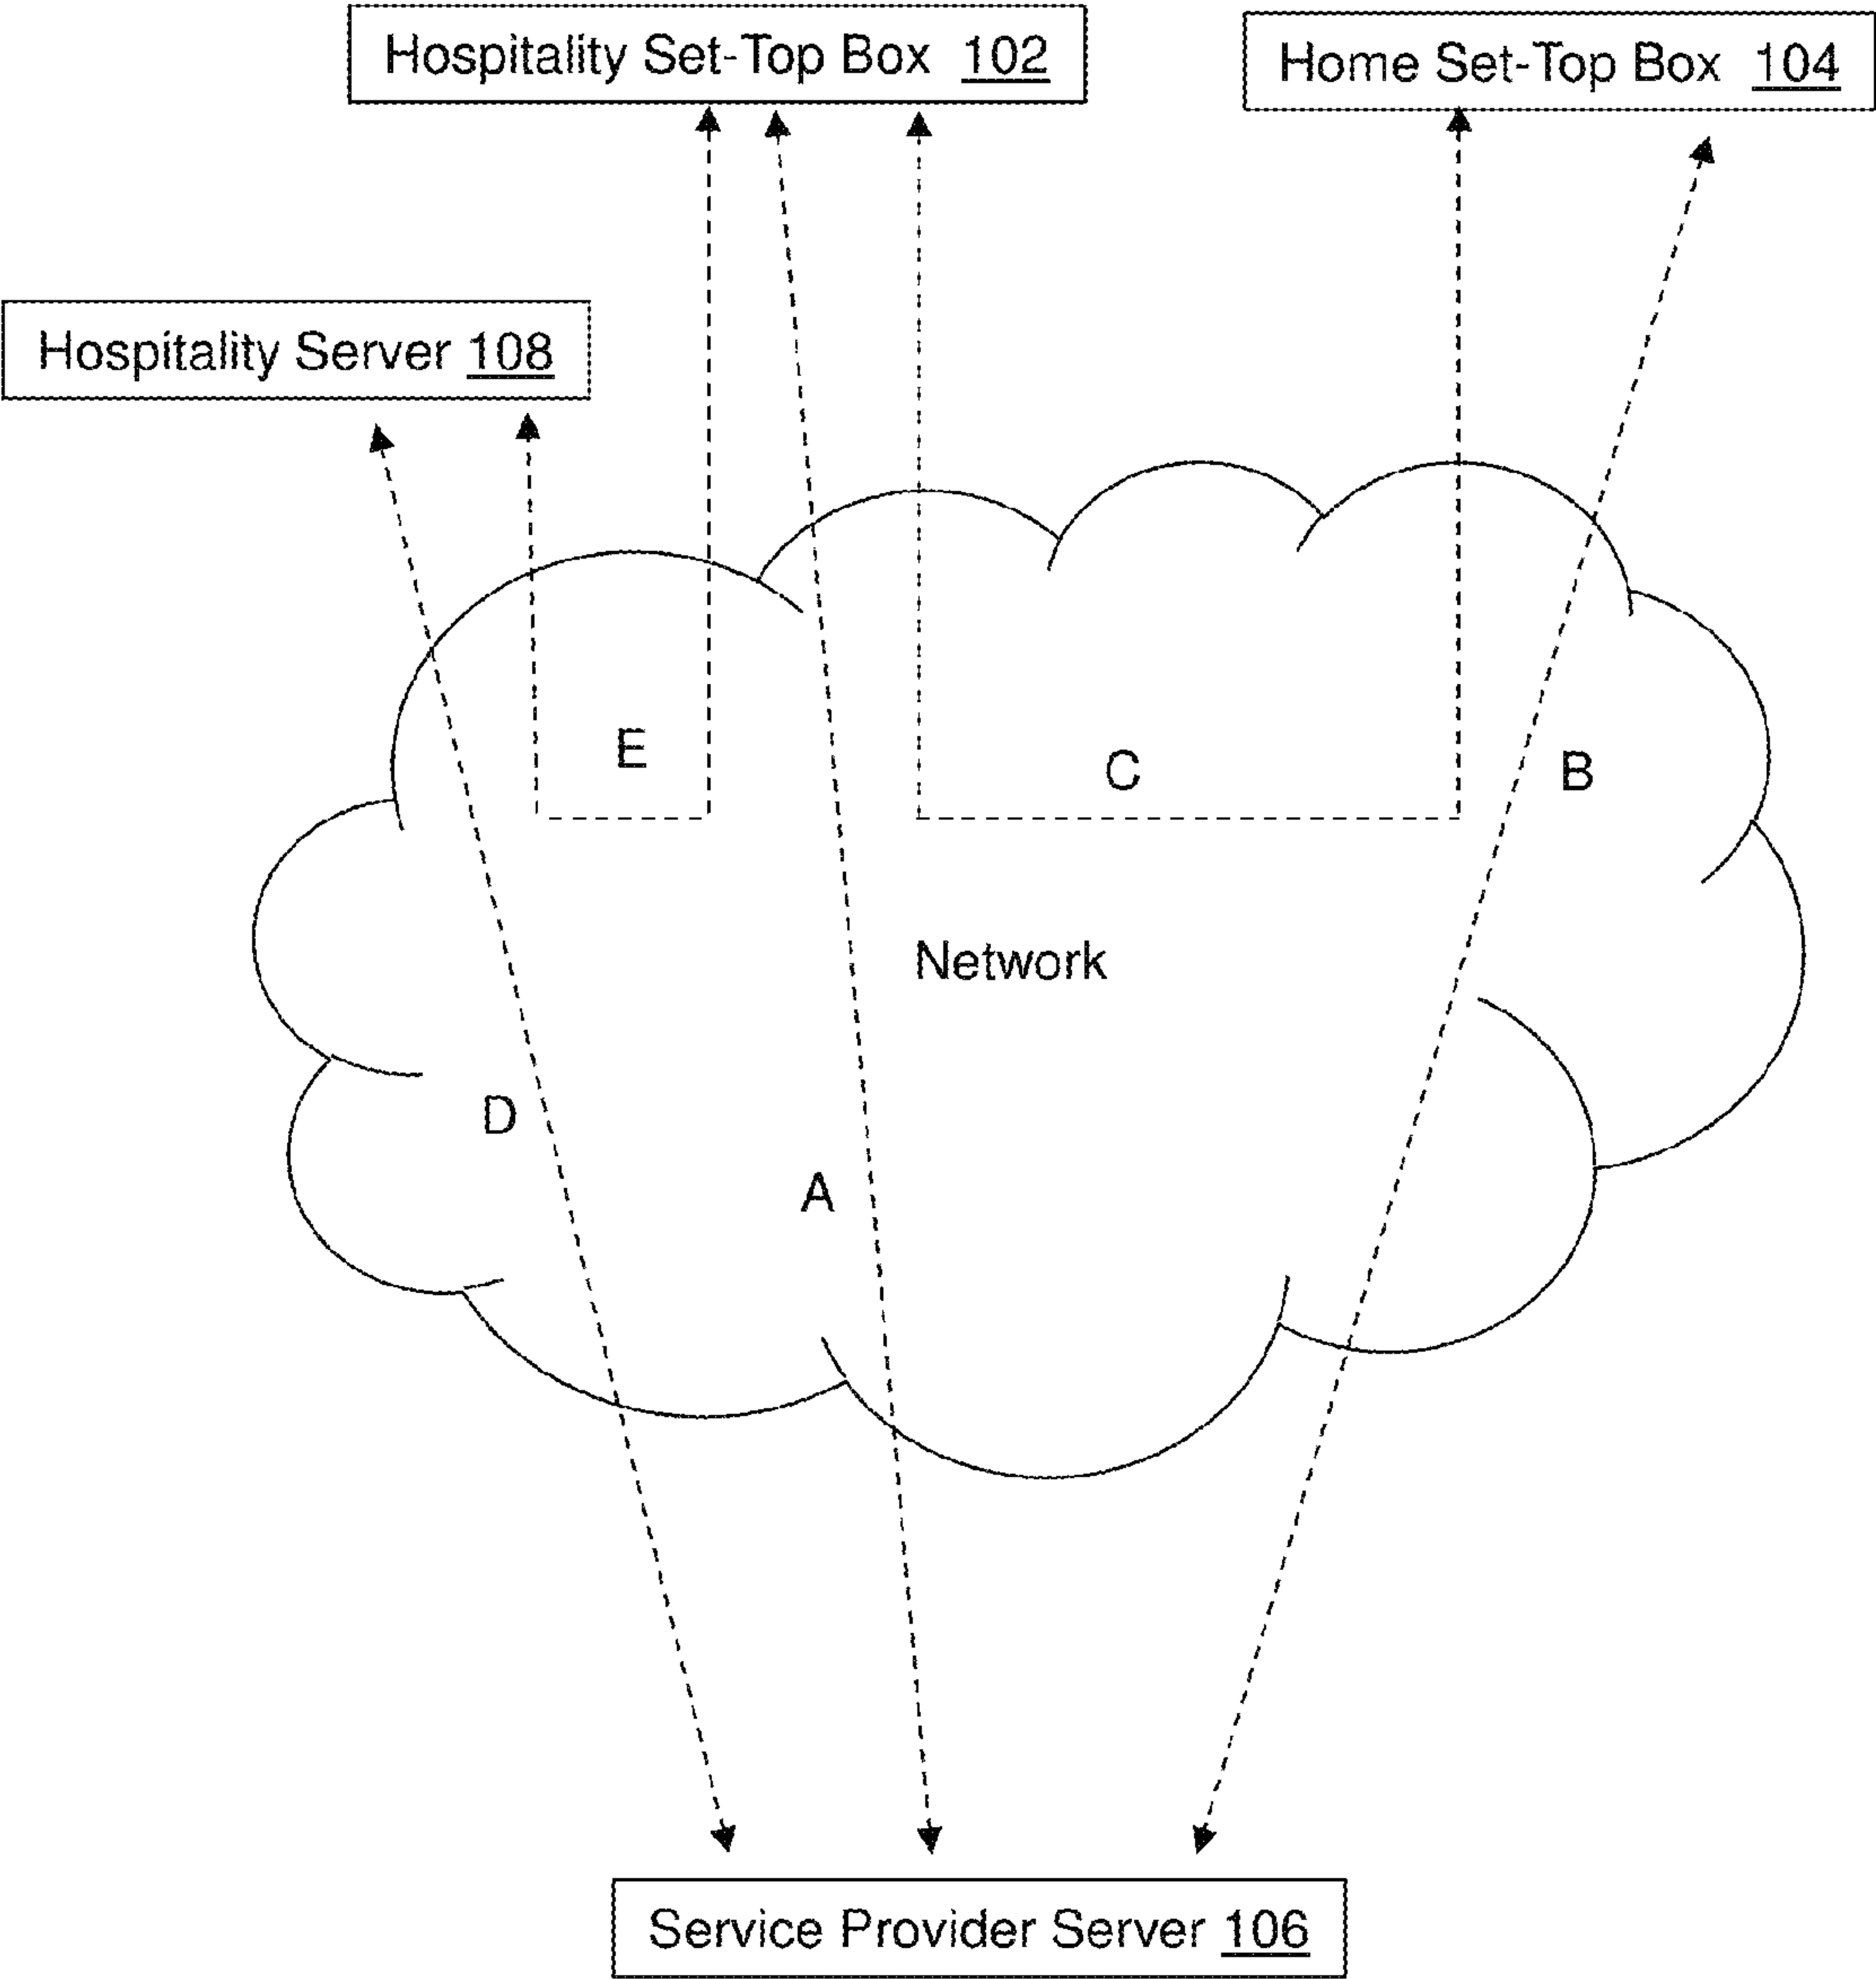 Hospitality Set-Top Box 102
Home Set-Top Box 104
Hospitality Server 108
E
C
B
Network
D
A
Service Provider Server 106